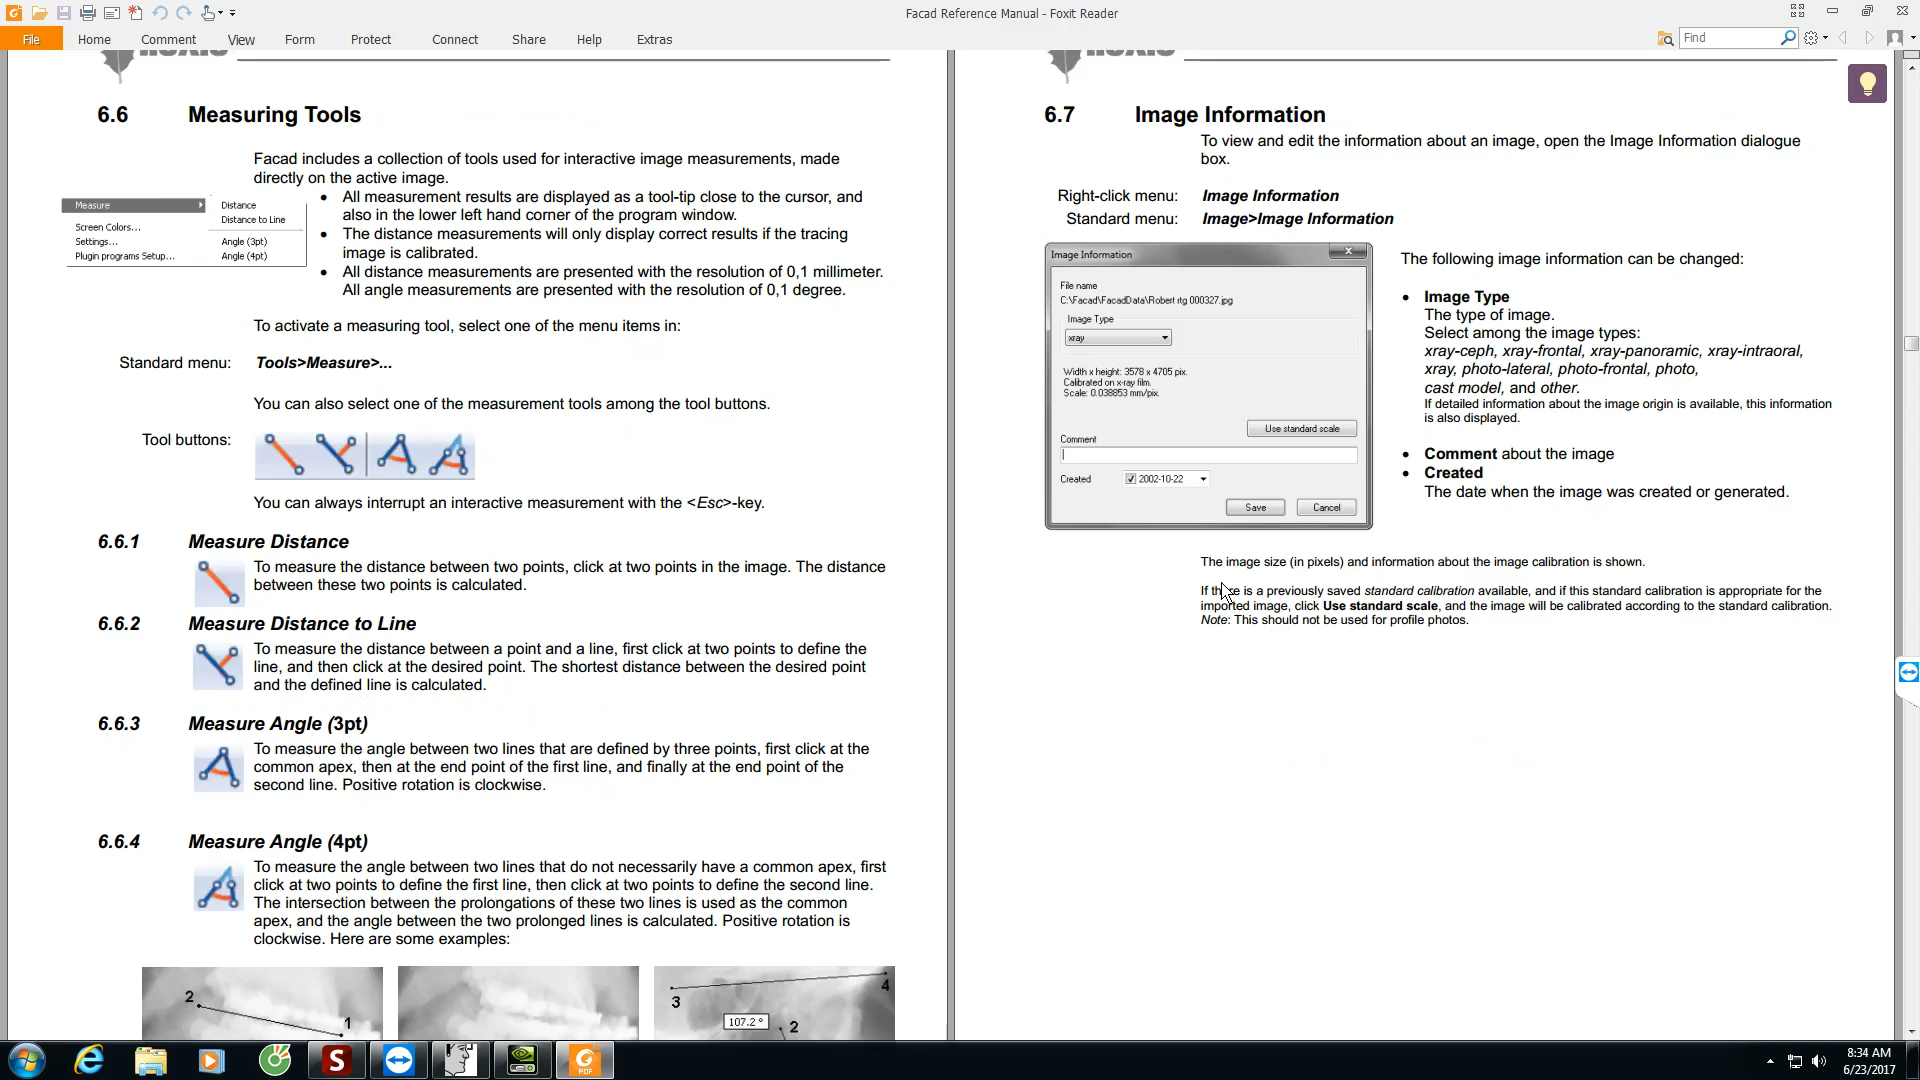 Facad Reference Manual - Foxit Reader
File Home Comment View Form Protect Connect Share Help Extras
Find
6.6 Measuring Tools
Facad includes a collection of tools used for interactive image measurements, made
directly on the active image.
Measure
Screen Colors...
Settings...
Plugin programs Setup...
Distance
Distance to Line
Angle (3pt)
Angle (4pt)
• All measurement results are displayed as a tool-tip close to the cursor, and
also in the lower left hand corner of the program window.
• The distance measurements will only display correct results if the tracing
image is calibrated.
• All distance measurements are presented with the resolution of 0,1 millimeter.
All angle measurements are presented with the resolution of 0,1 degree.
To activate a measuring tool, select one of the menu items in:
Standard menu: Tools>Measure>...
You can also select one of the measurement tools among the tool buttons.
Tool buttons:
You can always interrupt an interactive measurement with the <Esc>-key.
6.6.1 Measure Distance
To measure the distance between two points, click at two points in the image. The distance
between these two points is calculated.
6.6.2 Measure Distance to Line
To measure the distance between a point and a line, first click at two points to define the
line, and then click at the desired point. The shortest distance between the desired point
and the defined line is calculated.
6.6.3 Measure Angle (3pt)
To measure the angle between two lines that are defined by three points, first click at the
common apex, then at the end point of the first line, and finally at the end point of the
second line. Positive rotation is clockwise.
6.6.4 Measure Angle (4pt)
To measure the angle between two lines that do not necessarily have a common apex, first
click at two points to define the first line, then click at two points to define the second line.
The intersection between the prolongations of these two lines is used as the common
apex, and the angle between the two prolonged lines is calculated. Positive rotation is
clockwise. Here are some examples:
2
1
3
4
107.2 °
2
6.7 Image Information
To view and edit the information about an image, open the Image Information dialogue
box.
Right-click menu: Image Information
Standard menu: Image>Image Information
Image Information
File name
C:\Facad\FacadData\Robert rtg 000327.jpg
Image Type
xray
Width x height: 3578 x 4705 pix.
Calibrated on x-ray film.
Scale: 0.038853 mm/pix.
Use standard scale
Comment
Created 2002-10-22
Save Cancel
The following image information can be changed:
• Image Type
The type of image.
Select among the image types:
xray-ceph, xray-frontal, xray-panoramic, xray-intraoral,
xray, photo-lateral, photo-frontal, photo,
cast model, and other.
If detailed information about the image origin is available, this information
is also displayed.
• Comment about the image
• Created
The date when the image was created or generated.
The image size (in pixels) and information about the image calibration is shown.
If there is a previously saved standard calibration available, and if this standard calibration is appropriate for the
imported image, click Use standard scale, and the image will be calibrated according to the standard calibration.
Note: This should not be used for profile photos.
PDF
8:34 AM
6/23/2017